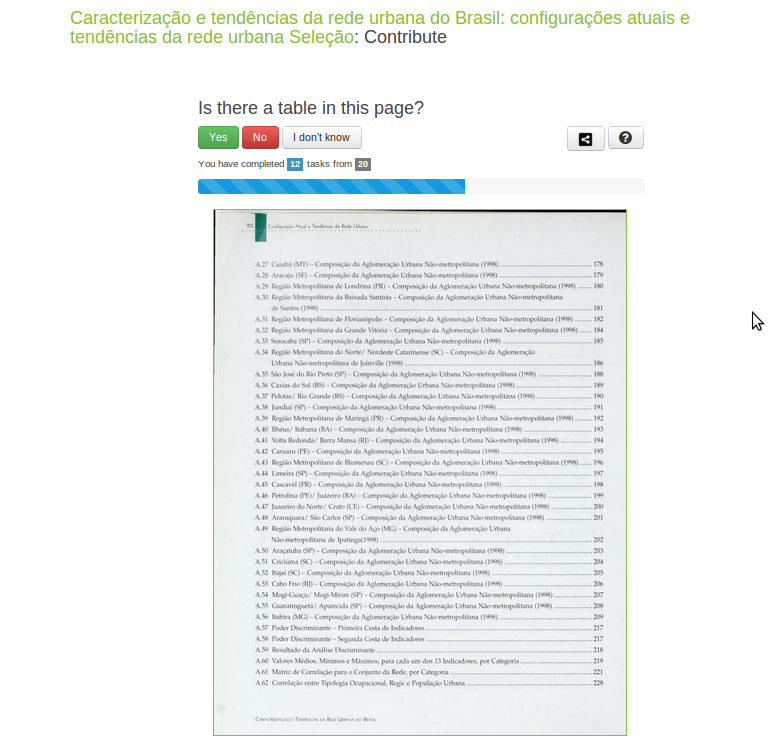 Caracterização e tendências da rede urbana do Brasil: configurações atuais e
tendências da rede urbana Seleção: Contribute
Is there a table in this page?
Yes No I don't know
You have completed 12 tasks from 20
20 Configuração Atual e Tendências da Rede Urbana
A.27 Cuiabá (MT) – Composição da Aglomeração Urbana Não-metropolitana (1998) 178
A.28 Aracaju (SE) – Composição da Aglomeração Urbana Não-metropolitana (1998) 179
A.29 Região Metropolitana de Londrina (PR) – Composição da Aglomeração Urbana Não-metropolitana (1998) 180
A.30 Região Metropolitana da Baixada Santista – Composição da Aglomeração Urbana Não-metropolitana
de Santos (1998) 181
A.31 Região Metropolitana de Florianópolis – Composição da Aglomeração Urbana Não-metropolitana (1998) 182
A.32 Região Metropolitana da Grande Vitória – Composição da Aglomeração Urbana Não-metropolitana (1998) 184
A.33 Sorocaba (SP) – Composição da Aglomeração Urbana Não-metropolitana (1998) 185
A.34 Região Metropolitana do Norte/ Nordeste Catarinense (SC) – Composição da Aglomeração
Urbana Não-metropolitana de Joinville (1998) 186
A.35 São José do Rio Preto (SP) – Composição da Aglomeração Urbana Não-metropolitana (1998) 188
A.36 Caxias do Sul (RS) – Composição da Aglomeração Urbana Não-metropolitana (1998) 189
A.37 Pelotas/ Rio Grande (RS) – Composição da Aglomeração Urbana Não-metropolitana (1998) 190
A.38 Jundiaí (SP) – Composição da Aglomeração Urbana Não-metropolitana (1998) 191
A.39 Região Metropolitana de Maringá (PR) – Composição da Aglomeração Urbana Não-metropolitana (1998) 192
A.40 Ilhéus/ Itabuna (BA) – Composição da Aglomeração Urbana Não-metropolitana (1998) 193
A.41 Volta Redonda/ Barra Mansa (RJ) – Composição da Aglomeração Urbana Não-metropolitana (1998) 194
A.42 Caruaru (PE) – Composição da Aglomeração Urbana Não-metropolitana (1998) 195
A.43 Região Metropolitana de Blumenau (SC) – Composição da Aglomeração Urbana Não-metropolitana (1998) 196
A.44 Limeira (SP) – Composição da Aglomeração Urbana Não-metropolitana (1998) 197
A.45 Cascavel (PR) – Composição da Aglomeração Urbana Não-metropolitana (1998) 198
A.46 Petrolina (PE)/ Juazeiro (BA) – Composição da Aglomeração Urbana Não-metropolitana (1998) 199
A.47 Juazeiro do Norte/ Crato (CE) – Composição da Aglomeração Urbana Não-metropolitana (1998) 200
A.48 Araraquara/ São Carlos (SP) – Composição da Aglomeração Urbana Não-metropolitana (1998) 201
A.49 Região Metropolitana do Vale do Aço (MG) – Composição da Aglomeração Urbana
Não-metropolitana de Ipatinga(1998) 202
A.50 Araçatuba (SP) – Composição da Aglomeração Urbana Não-metropolitana (1998) 203
A.51 Criciúma (SC) – Composição da Aglomeração Urbana Não-metropolitana (1998) 204
A.52 Itajaí (SC) – Composição da Aglomeração Urbana Não-metropolitana (1998) 205
A.53 Cabo Frio (RJ) – Composição da Aglomeração Urbana Não-metropolitana (1998) 206
A.54 Mogi-Guaçu/ Mogi-Mirim (SP) – Composição da Aglomeração Urbana Não-metropolitana (1998) 207
A.55 Guaratinguetá/ Aparecida (SP) – Composição da Aglomeração Urbana Não-metropolitana (1998) 208
A.56 Itabira (MG) – Composição da Aglomeração Urbana Não-metropolitana (1998) 209
A.57 Poder Discriminante – Primeira Cesta de Indicadores 217
A.58 Poder Discriminante – Segunda Cesta de Indicadores 217
A.59 Resultado da Análise Discriminante 218
A.60 Valores Médios, Mínimos e Máximos, para cada um dos 13 Indicadores, por Categoria 219
A.61 Matriz de Correlação para o Conjunto da Rede, por Categoria 221
A.62 Correlação entre Tipologia Ocupacional, Regic e População Urbana 228
Caracterização e Tendências da Rede Urbana do Brasil